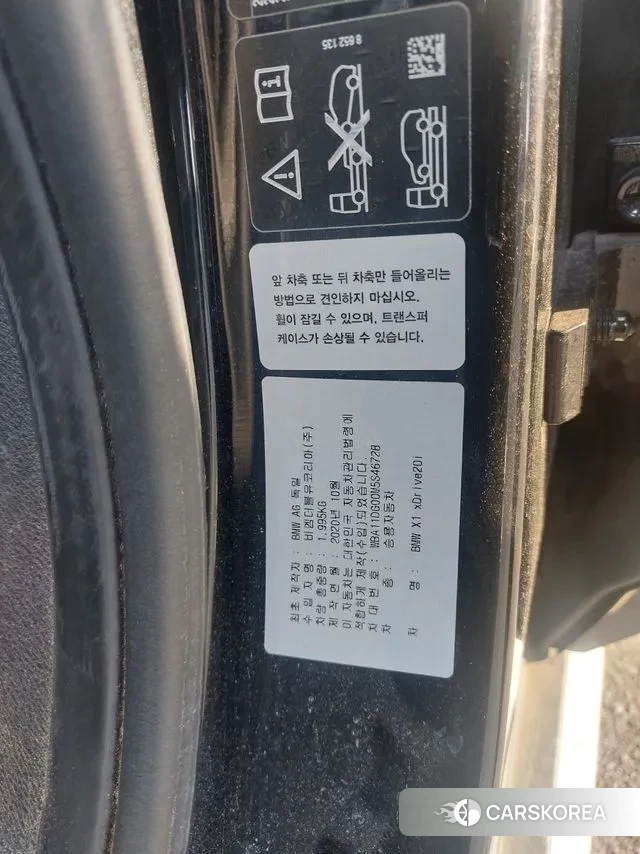 8 652 135
앞 차축 또는 뒤 차축만 들어올리는
방법으로 견인하지 마십시오.
휠이 잠길 수 있으며, 트랜스퍼
케이스가 손상될 수 있습니다.
최초 제작자 : BMW AG 독일
수 입 자 명 : 비엠더블유코리아(주)
차량 총중량 : 1,995KG
제 작 연 월 : 2020년 10월
이 자동차는 대한민국 자동차관리법령에
적합하게 제작(수입)되었습니다.
차 대 번 호 : WBA11DG00M5S46728
차 종 : 승용자동차
차 명 : BMW X1 xDrive20i
CARSKOREA